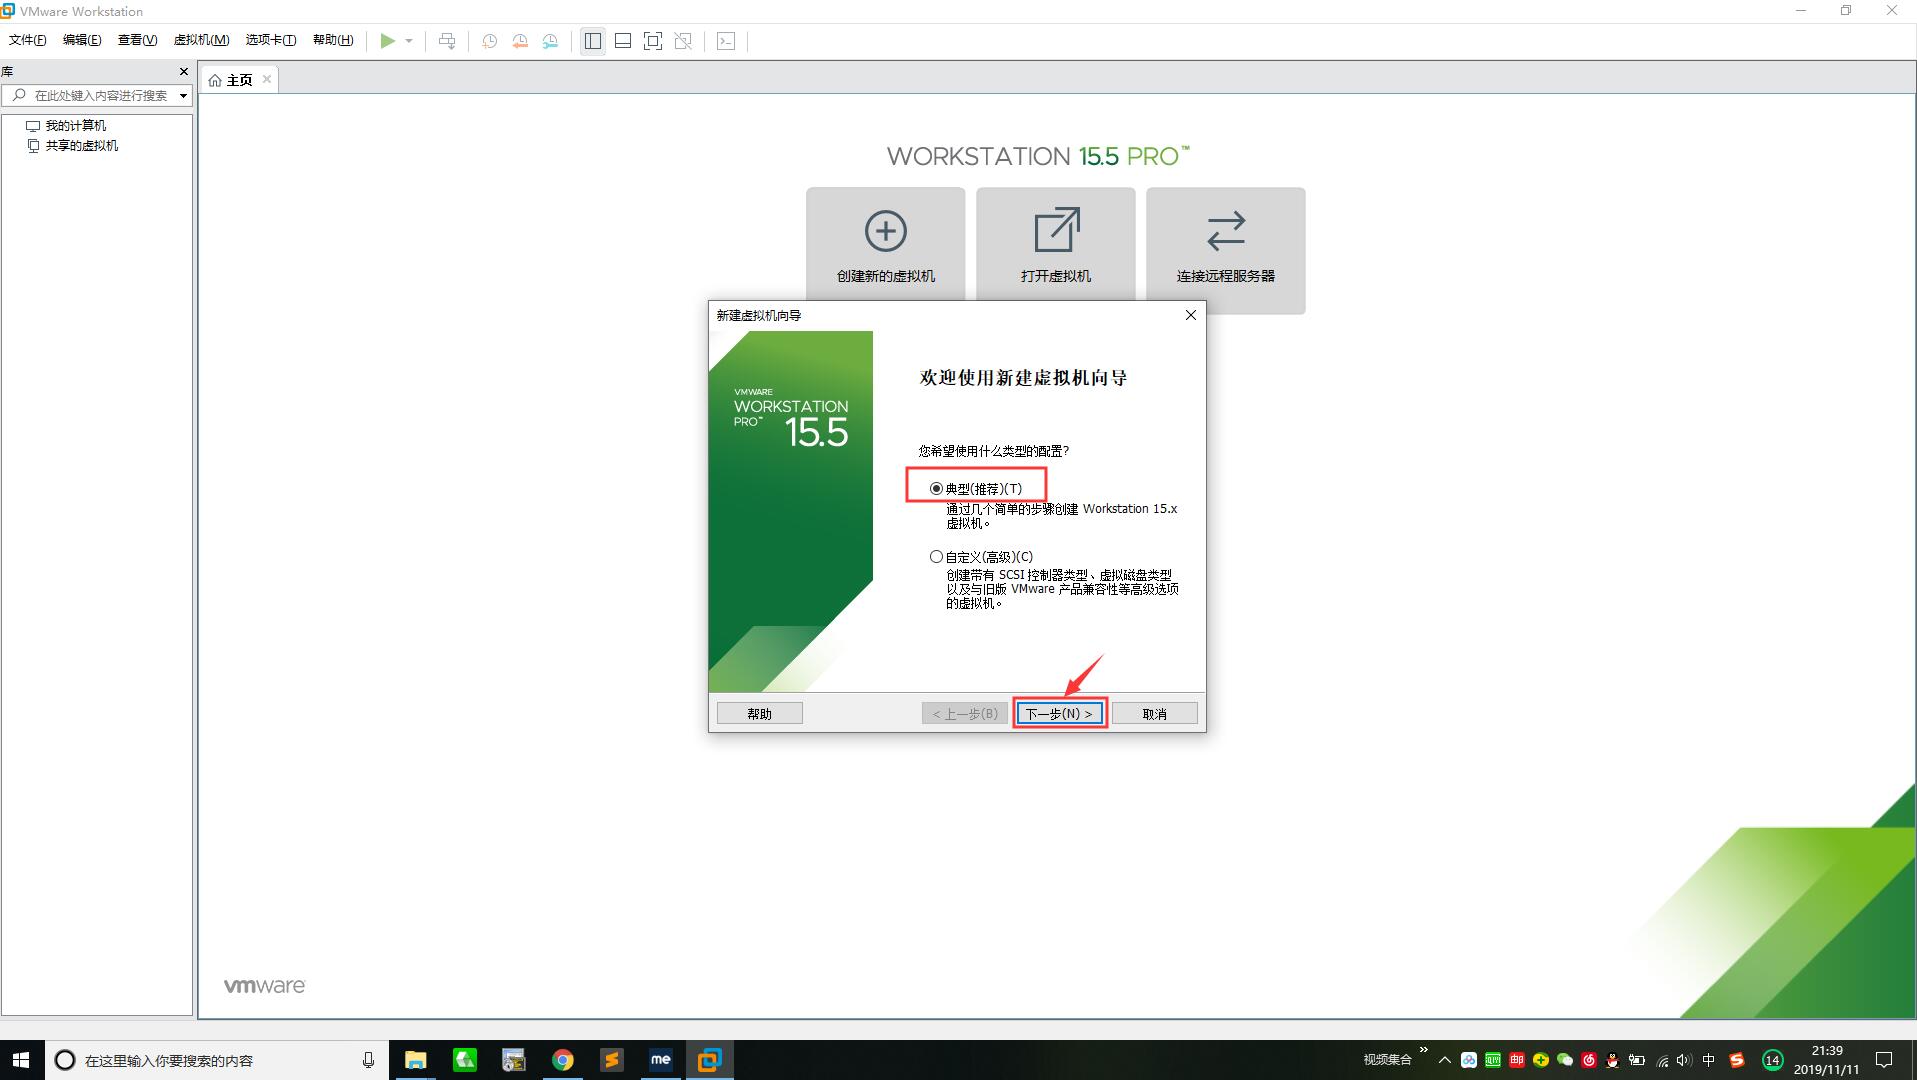 VMware Workstation
文件(F) 编辑(E) 查看(V) 虚拟机(M) 选项卡(T) 帮助(H)
库
主页
在此处键入内容进行搜索
我的计算机
共享的虚拟机
WORKSTATION 15.5 PRO™
创建新的虚拟机
打开虚拟机
连接远程服务器
新建虚拟机向导
VMWARE
WORKSTATION
PRO™ 15.5
欢迎使用新建虚拟机向导
您希望使用什么类型的配置?
典型(推荐)(T)
通过几个简单的步骤创建 Workstation 15.x
虚拟机。
自定义(高级)(C)
创建带有 SCSI 控制器类型、虚拟磁盘类型
以及与旧版 VMware 产品兼容性等高级选项
的虚拟机。
帮助
< 上一步(B)
下一步(N) >
取消
vmware
在这里输入你要搜索的内容
me
视频集合
中
14
21:39
2019/11/11